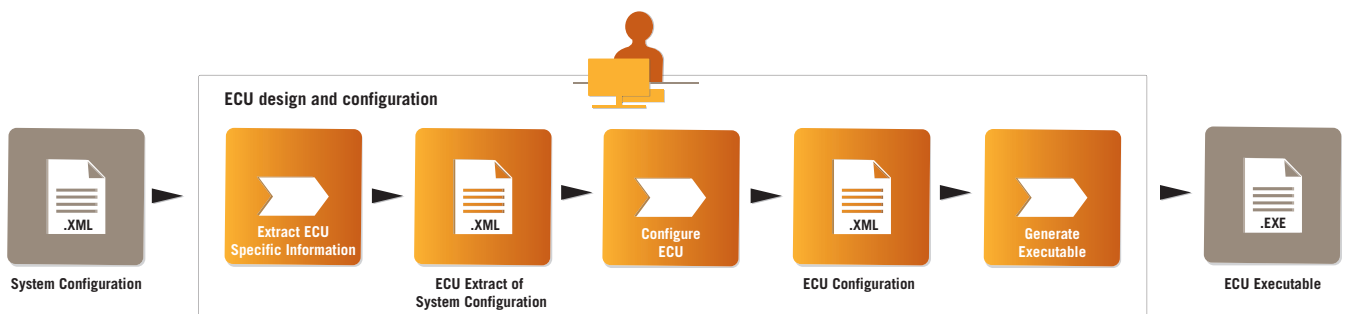 ECU design and configuration
.XML
System Configuration
Extract ECU
Specific Information
.XML
ECU Extract of
System Configuration
Configure
ECU
.XML
ECU Configuration
Generate
Executable
.EXE
ECU Executable